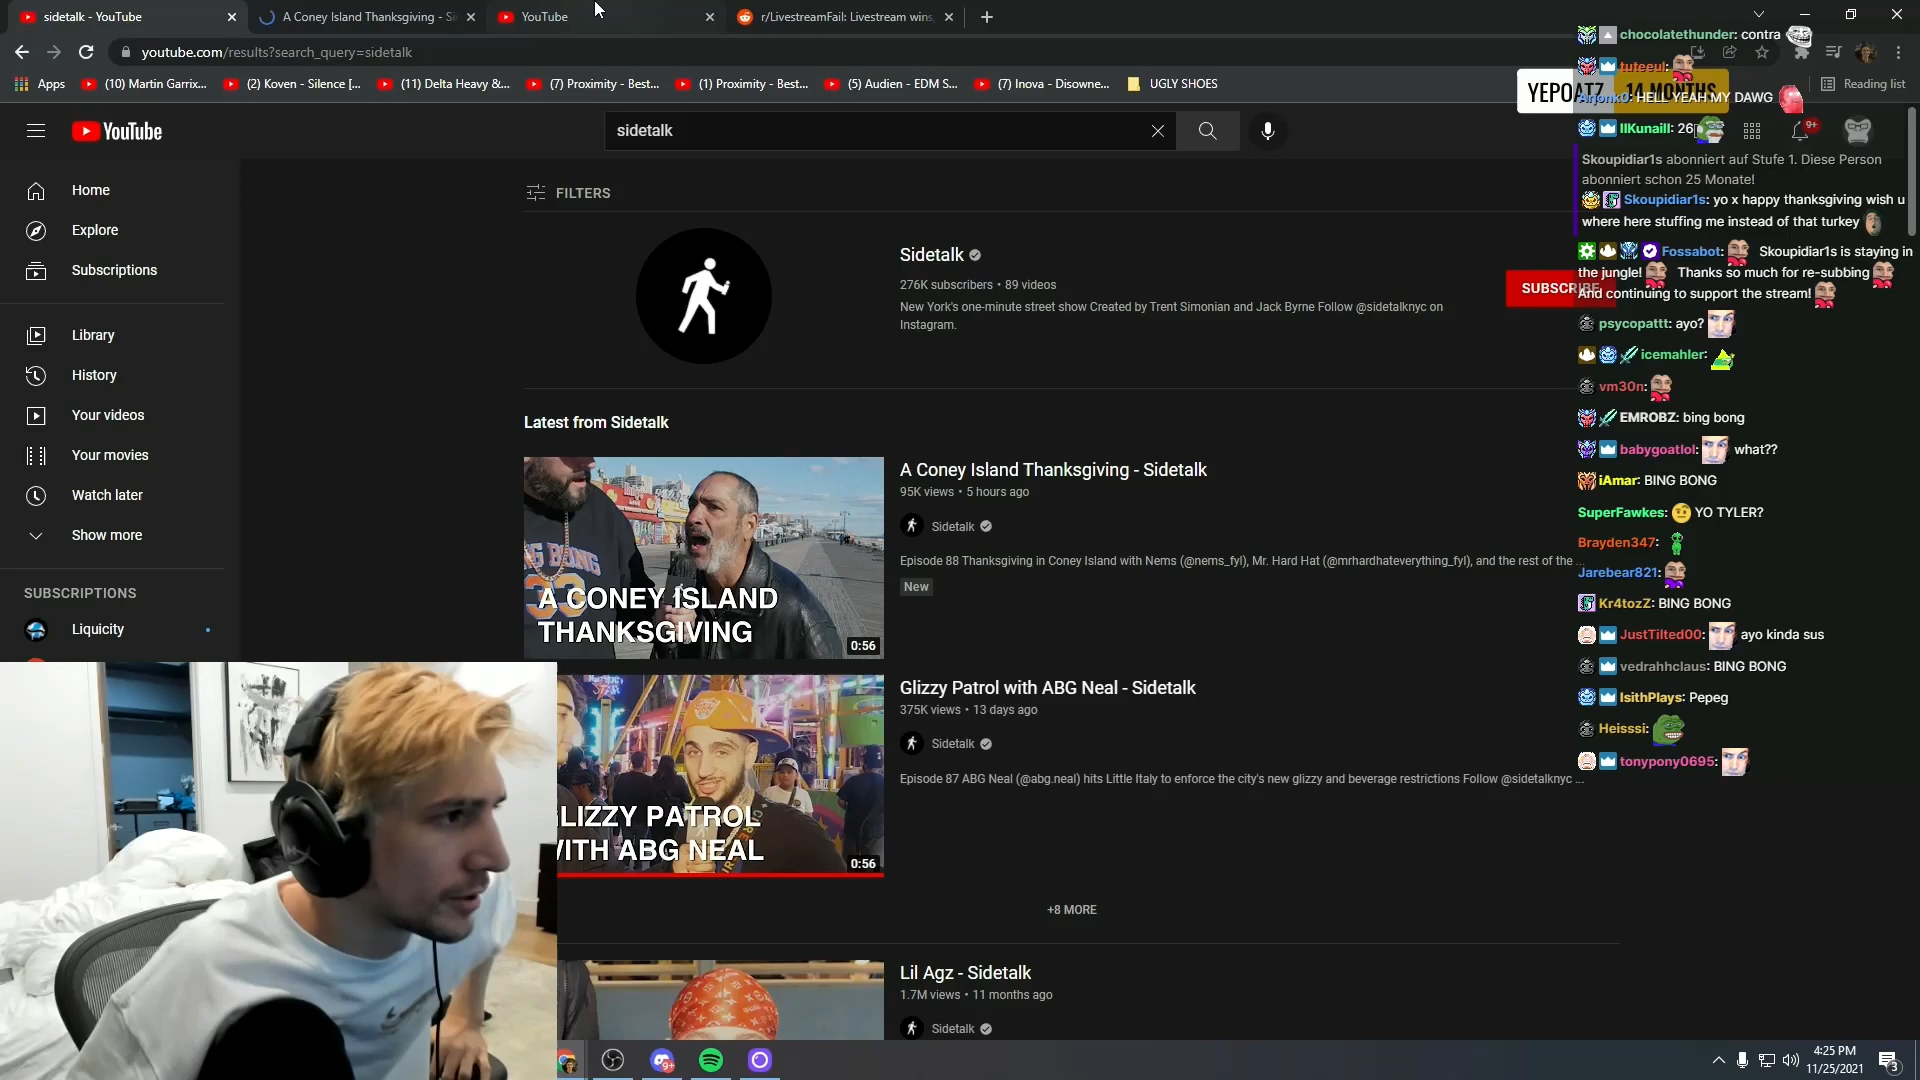 sidetalk - YouTube
A Coney Island Thanksgiving - Si
YouTube
r/LivestreamFail: Livestream wins,
youtube.com/results?search_query=sidetalk
Apps
(10) Martin Garrix...
(2) Koven - Silence [...
(11) Delta Heavy &...
(7) Proximity - Best...
(1) Proximity - Best...
(5) Audien - EDM S...
(7) Inova - Disowne...
UGLY SHOES
Reading list
YouTube
sidetalk
9+
Home
Explore
Subscriptions
Library
History
Your videos
Your movies
Watch later
Show more
SUBSCRIPTIONS
Liquicity
FILTERS
Sidetalk
276K subscribers • 89 videos
New York's one-minute street show Created by Trent Simonian and Jack Byrne Follow @sidetalknyc on
Instagram.
SUBSCRIBE
Latest from Sidetalk
A CONEY ISLAND
THANKSGIVING
0:56
A Coney Island Thanksgiving - Sidetalk
95K views • 5 hours ago
Sidetalk
Episode 88 Thanksgiving in Coney Island with Nems (@nems_fyl), Mr. Hard Hat (@mrhardhateverything_fyl), and the rest of the ...
New
LIZZY PATROL
WITH ABG NEAL
0:56
Glizzy Patrol with ABG Neal - Sidetalk
375K views • 13 days ago
Sidetalk
Episode 87 ABG Neal (@abg.neal) hits Little Italy to enforce the city's new glizzy and beverage restrictions Follow @sidetalknyc ...
+8 MORE
Lil Agz - Sidetalk
1.7M views • 11 months ago
Sidetalk
YEPOATZ
14 MONTHS
chocolatethunder: contra
tuteeul:
Arjonk0: HELL YEAH MY DAWG
IlKunaill: 26
Skoupidiar1s abonniert auf Stufe 1. Diese Person
abonniert schon 25 Monate!
Skoupidiar1s: yo x happy thanksgiving wish u
where here stuffing me instead of that turkey
Fossabot: Skoupidiar1s is staying in
the jungle! Thanks so much for re-subbing
And continuing to support the stream!
psycopattt: ayo?
icemahler:
vm30n:
EMROBZ: bing bong
babygoatlol: what??
iAmar: BING BONG
SuperFawkes: YO TYLER?
Brayden347:
Jarebear821:
Kr4tozZ: BING BONG
JustTilted00: ayo kinda sus
vedrahhclaus: BING BONG
IsithPlays: Pepeg
Heisssi:
tonypony0695:
9+
4:25 PM
11/25/2021
3